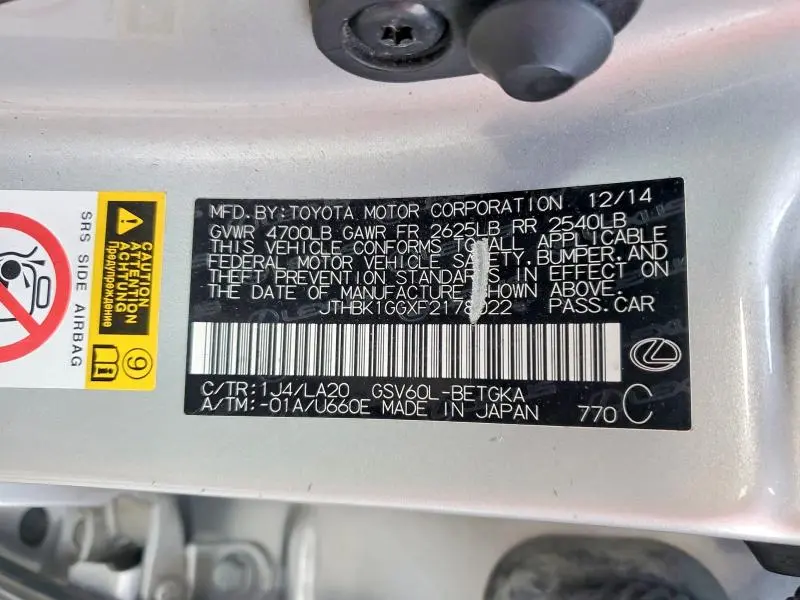 MFD.BY:TOYOTA MOTOR CORPORATION 12/14
GVWR 4700LB GAWR FR 2625LB RR 2540LB
THIS VEHICLE CONFORMS TO ALL APPLICABLE
FEDERAL MOTOR VEHICLE SAFETY,BUMPER,AND
THEFT PREVENTION STANDARDS IN EFFECT ON
THE DATE OF MANUFACTURE SHOWN ABOVE.
JTHBK1GGXF2178022 PASS.CAR
C/TR:1J4/LA20 GSV60L-BETGKA
A/TM:-01A/U660E MADE IN JAPAN 770 C
SRS SIDE AIRBAG
CAUTION
ATTENTION
ACHTUNG
Предупреждение
9